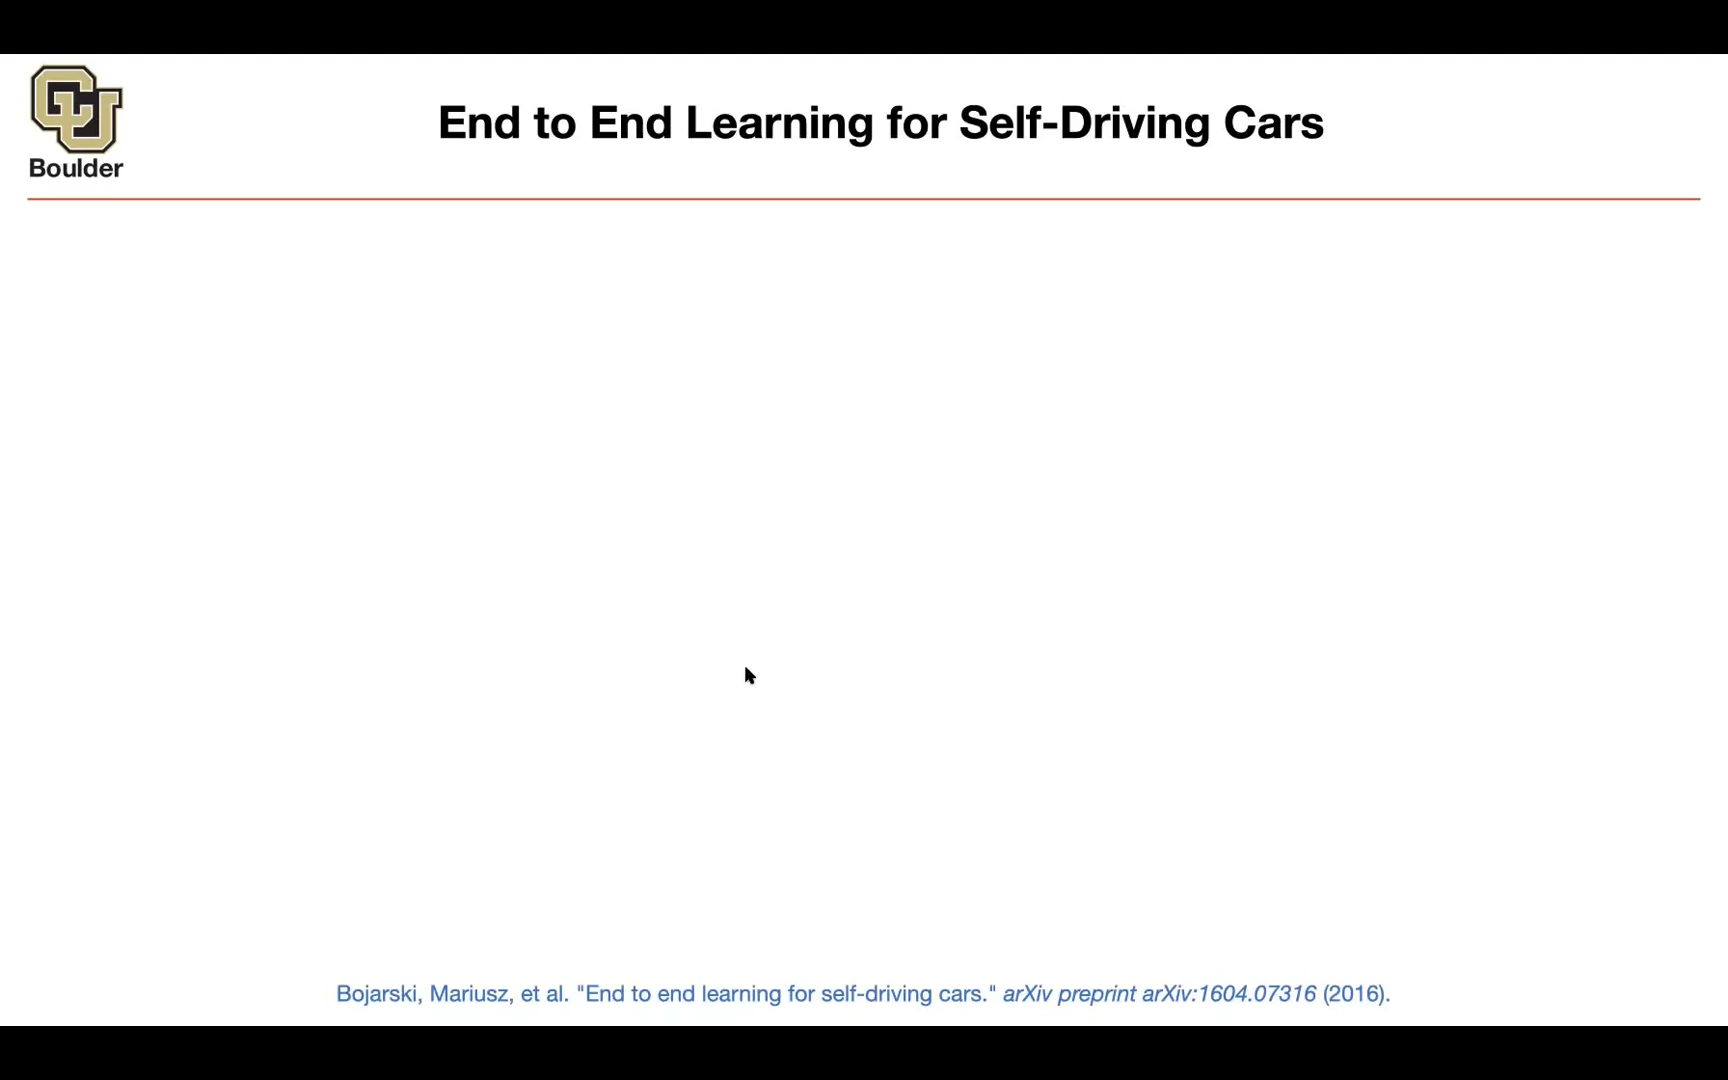 CU
Boulder
End to End Learning for Self-Driving Cars
Bojarski, Mariusz, et al. "End to end learning for self-driving cars." arXiv preprint arXiv:1604.07316 (2016).